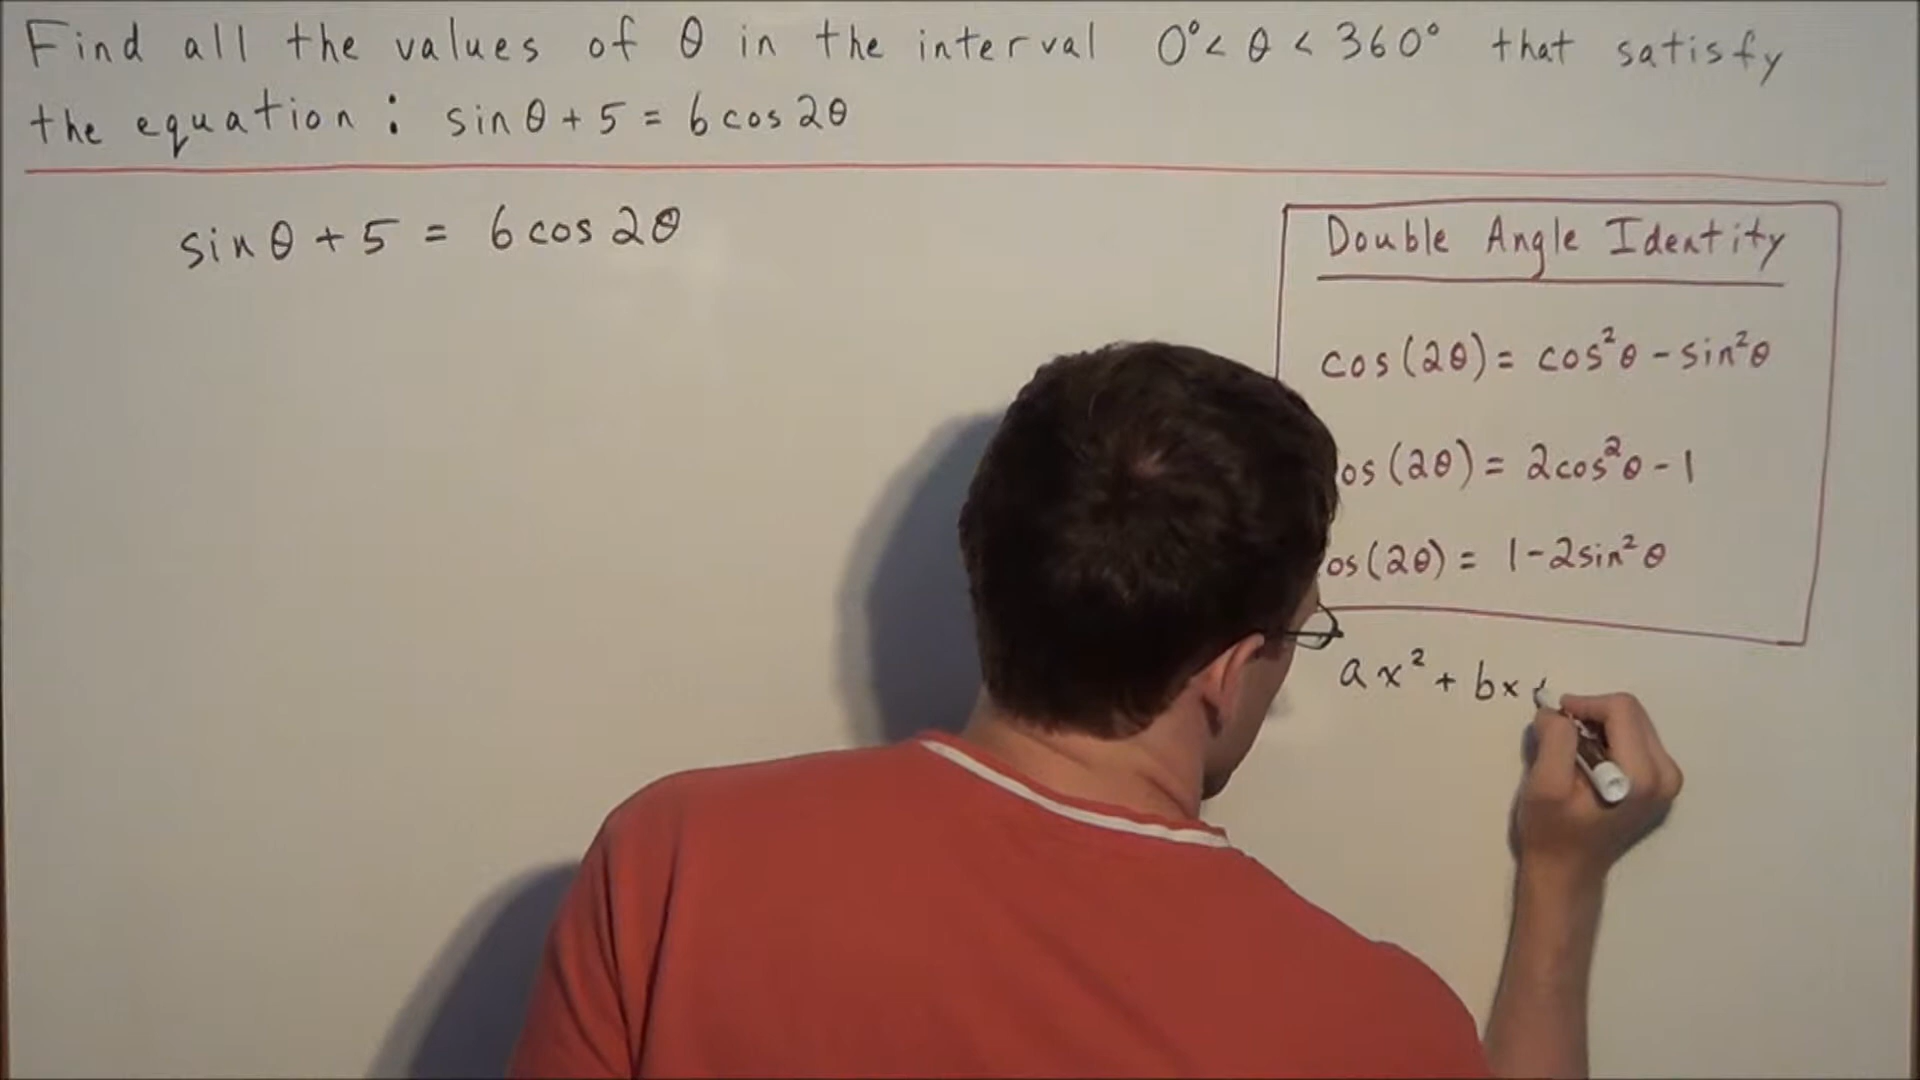 Find all the values of θ in the interval 0° < θ < 360° that satisfy
the equation : sin θ + 5 = 6 cos 2θ
sin θ + 5 = 6 cos 2θ
Double Angle Identity
cos (2θ) = cos²θ - sin²θ
os (2θ) = 2cos²θ - 1
os (2θ) = 1 - 2sin²θ
ax² + bx